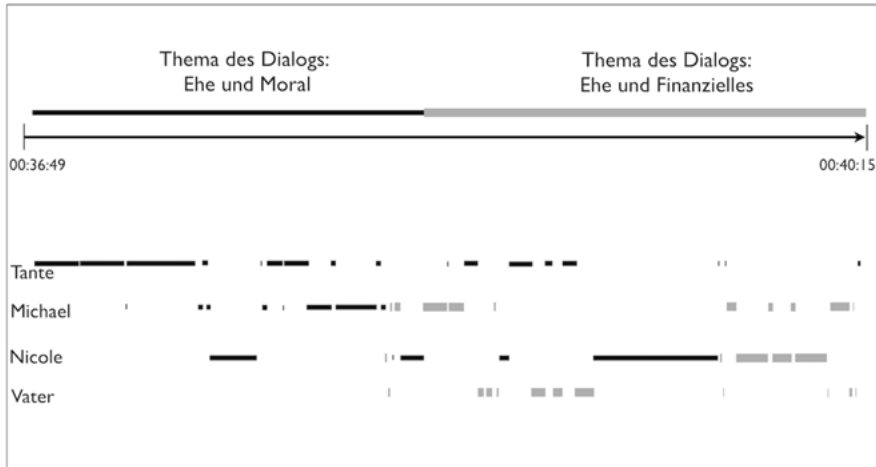 Thema des Dialogs:
Ehe und Moral
Thema des Dialogs:
Ehe und Finanzielles
00:36:49
00:40:15
Tante
Michael
Nicole
Vater